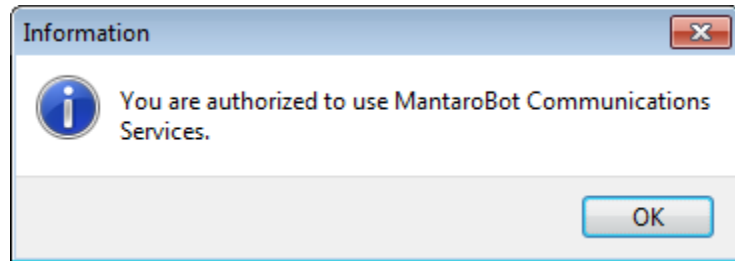 Information
You are authorized to use MantaroBot Communications
Services.
OK